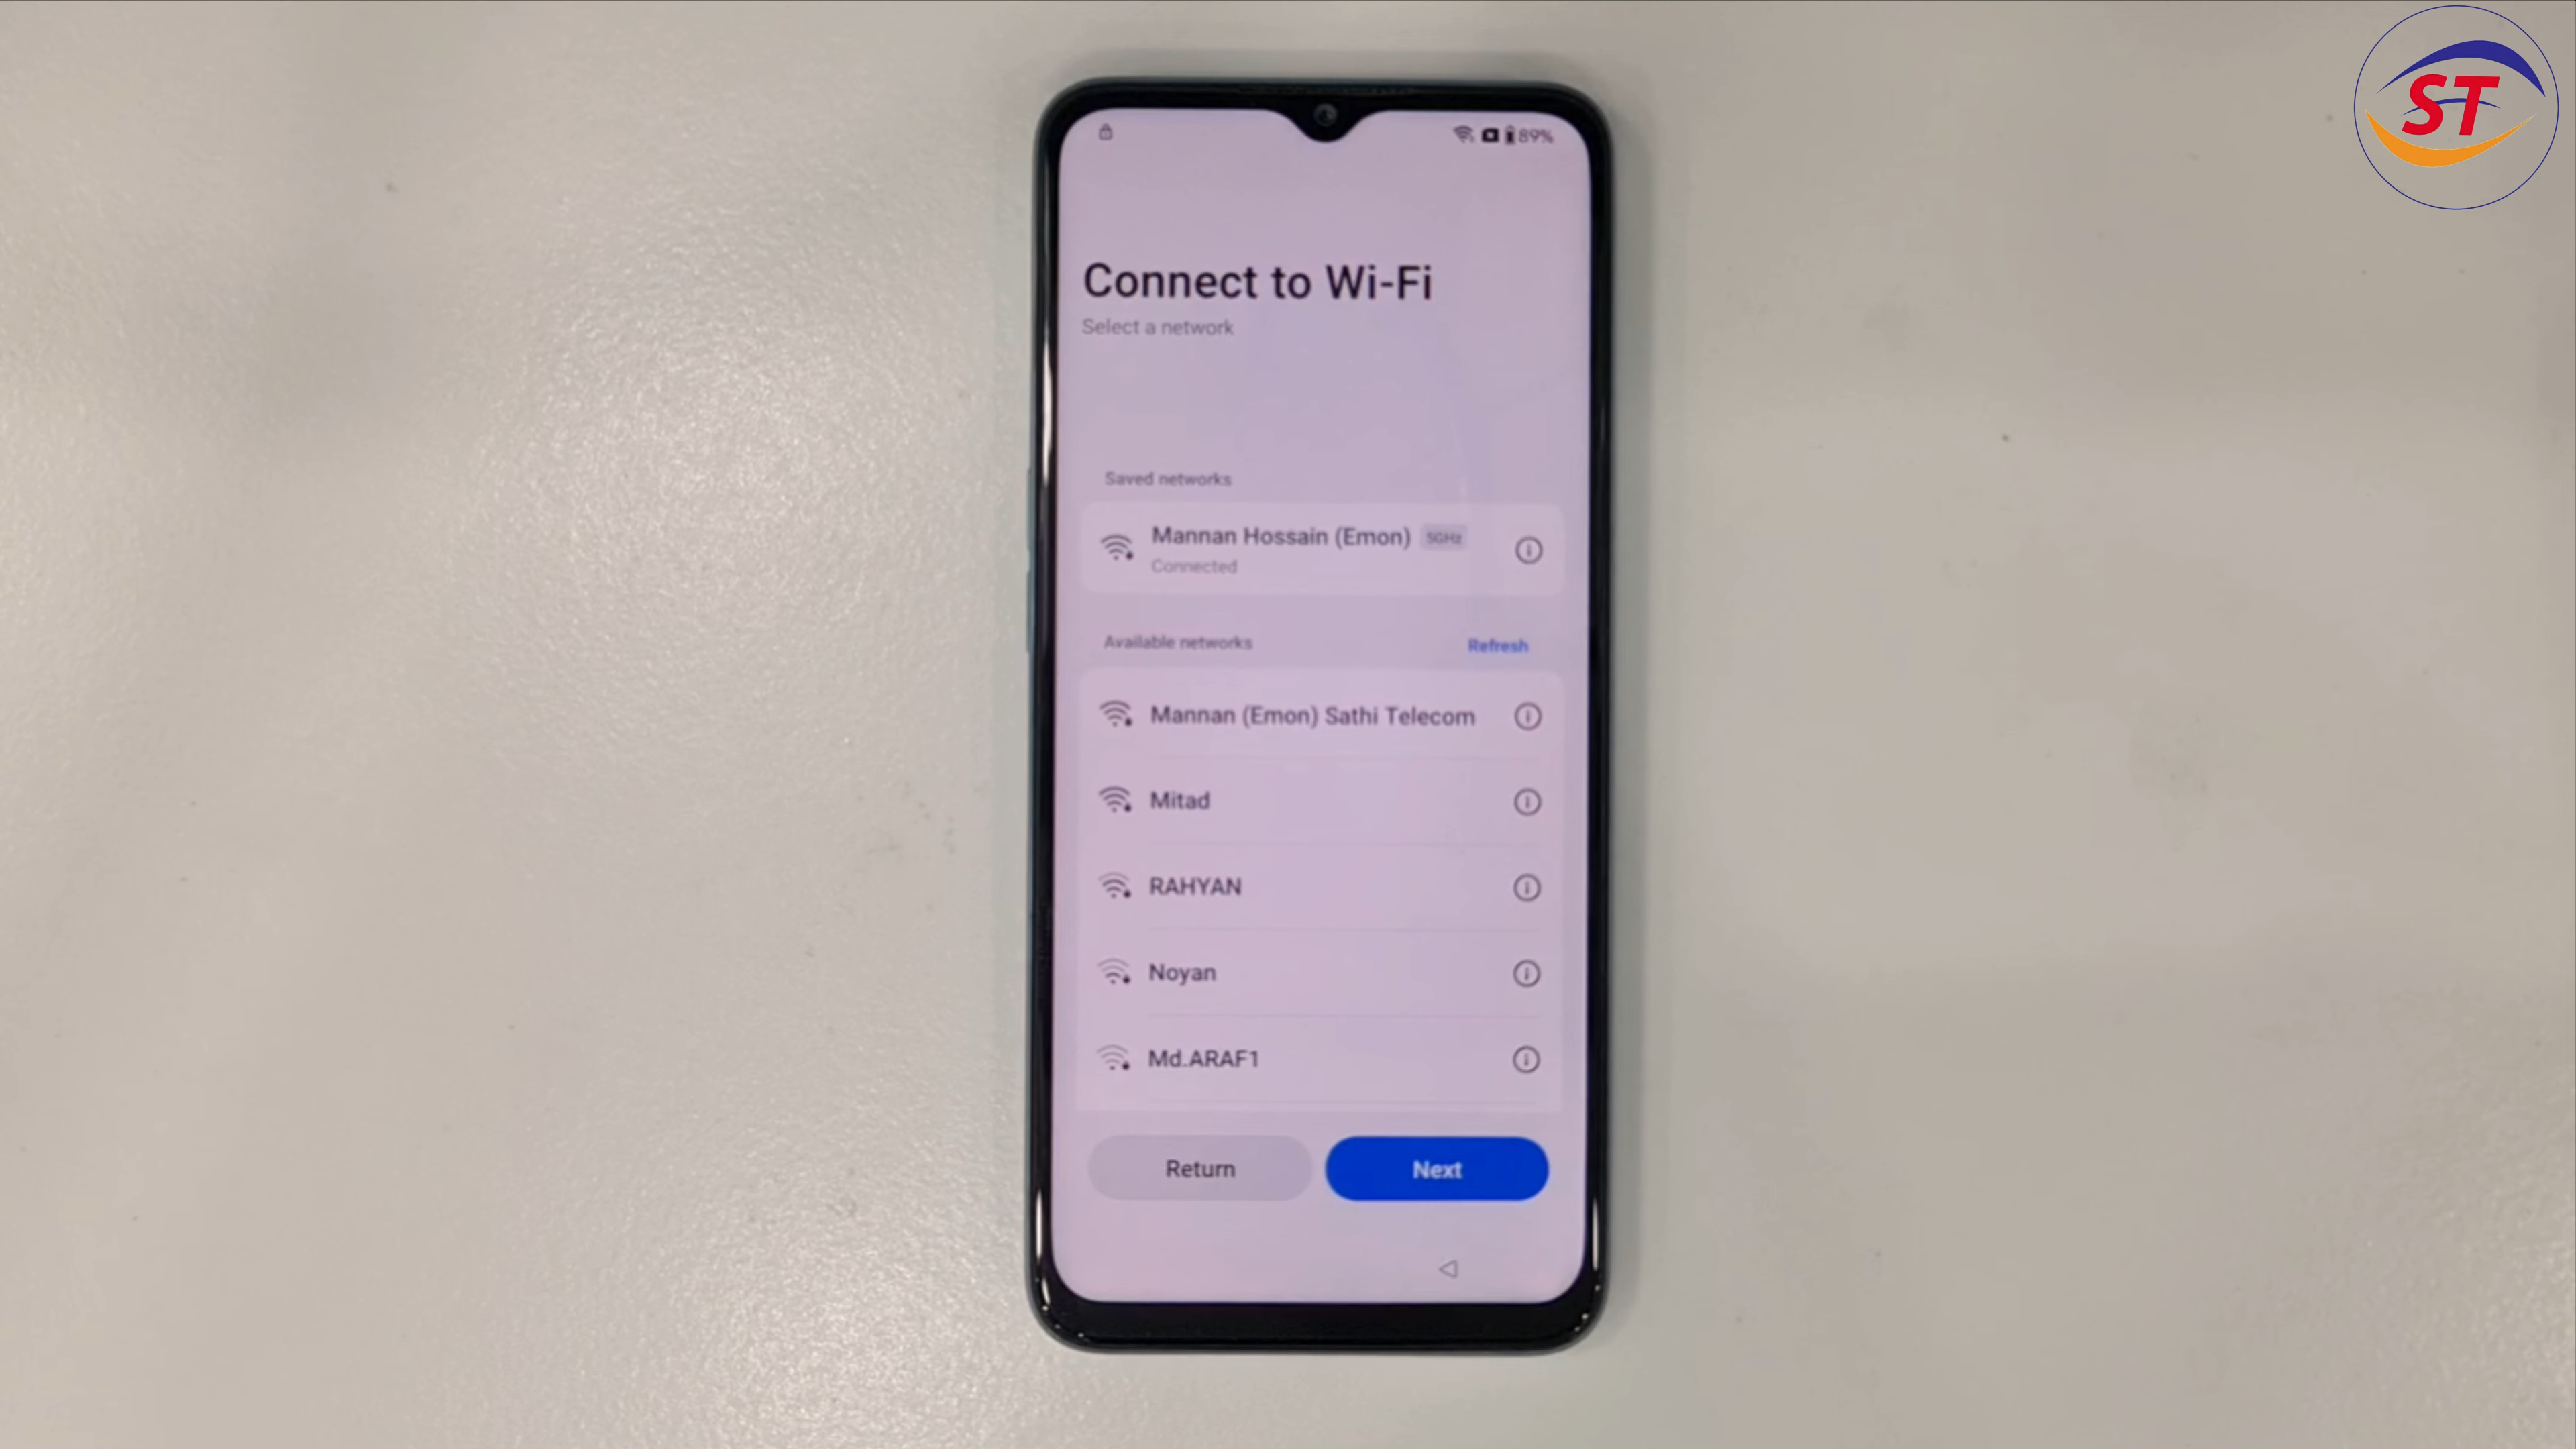 ST
89%
Connect to Wi-Fi
Select a network
Saved networks
Mannan Hossain (Emon) 5GHz
Connected
Available networks Refresh
Mannan (Emon) Sathi Telecom
Mitad
RAHYAN
Noyan
Md.ARAF1
Return Next